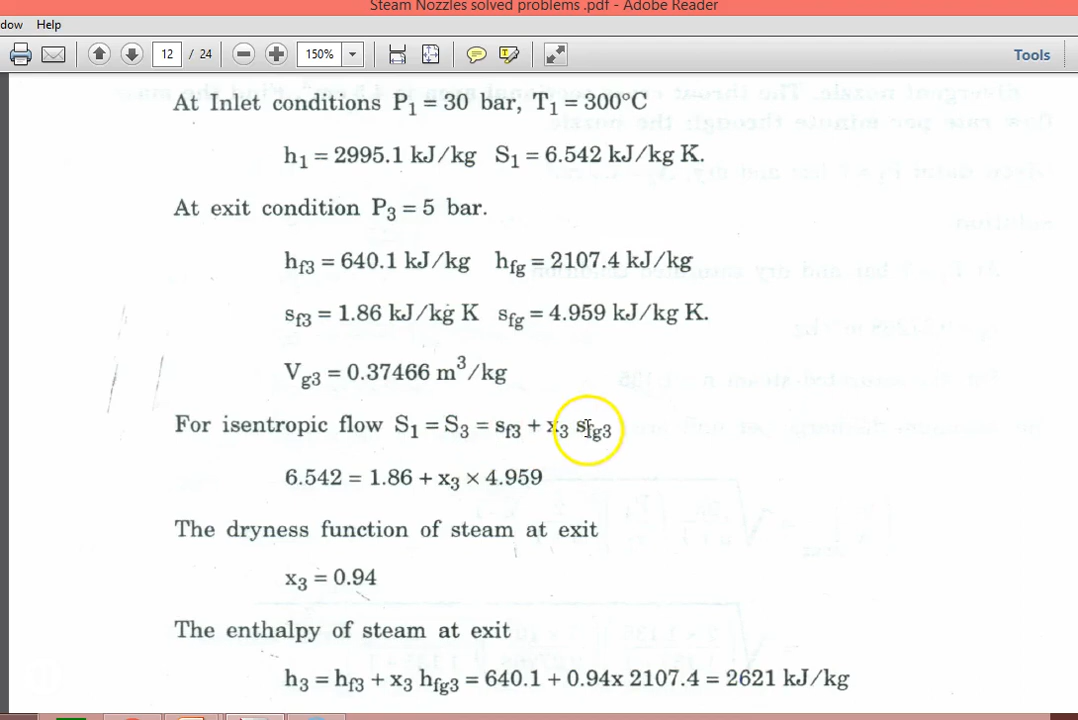 Steam Nozzles solved problems .pdf - Adobe Reader
dow Help
12 / 24 150% Tools
At Inlet conditions P₁ = 30 bar, T₁ = 300°C
h₁ = 2995.1 kJ/kg S₁ = 6.542 kJ/kg K.
At exit condition P₃ = 5 bar.
hf3 = 640.1 kJ/kg hfg = 2107.4 kJ/kg
sf3 = 1.86 kJ/kg K sfg = 4.959 kJ/kg K.
Vg3 = 0.37466 m³/kg
For isentropic flow S₁ = S₃ = sf3 + x₃ sfg3
6.542 = 1.86 + x₃ × 4.959
The dryness function of steam at exit
x₃ = 0.94
The enthalpy of steam at exit
h₃ = hf3 + x₃ hfg3 = 640.1 + 0.94x 2107.4 = 2621 kJ/kg